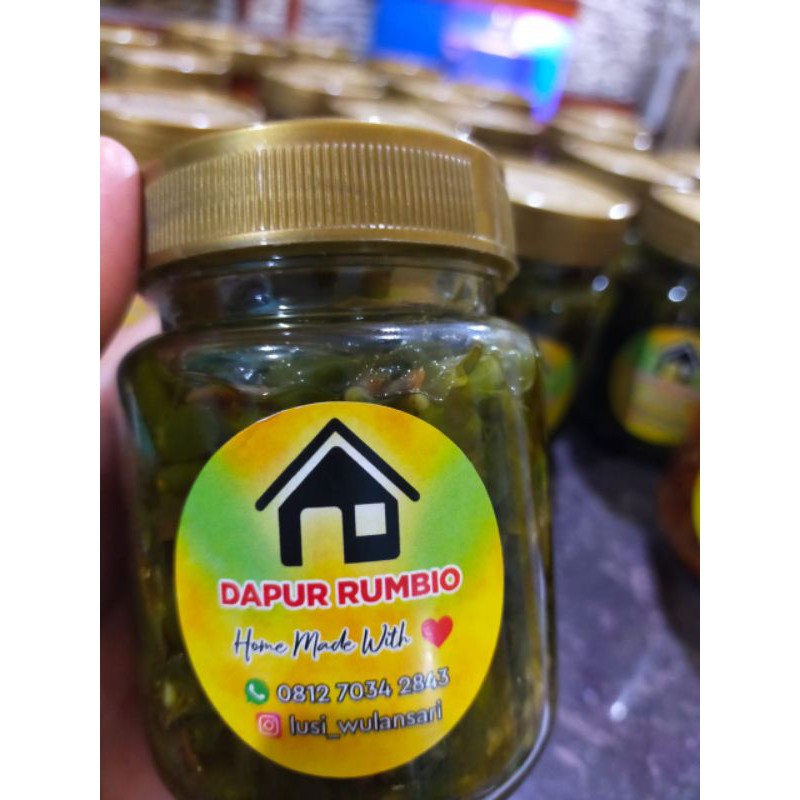 DAPUR RUMBIO
Home Made With
0812 7034 2843
lusi_wulansari